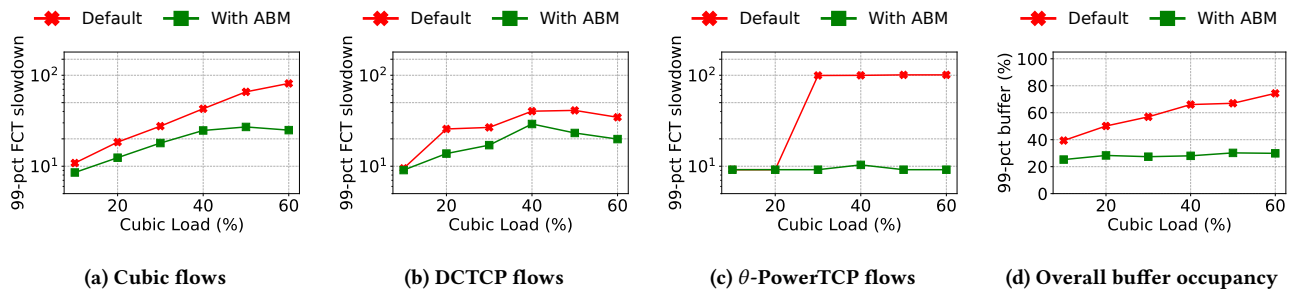 Default With ABM
99-pct FCT slowdown
10²
10¹
20 40 60
Cubic Load (%)
(a) Cubic flows
Default With ABM
99-pct FCT slowdown
10²
10¹
20 40 60
Cubic Load (%)
(b) DCTCP flows
Default With ABM
99-pct FCT slowdown
10²
10¹
20 40 60
Cubic Load (%)
(c) θ-PowerTCP flows
Default With ABM
99-pct buffer (%)
100
80
60
40
20
0
20 40 60
Cubic Load (%)
(d) Overall buffer occupancy